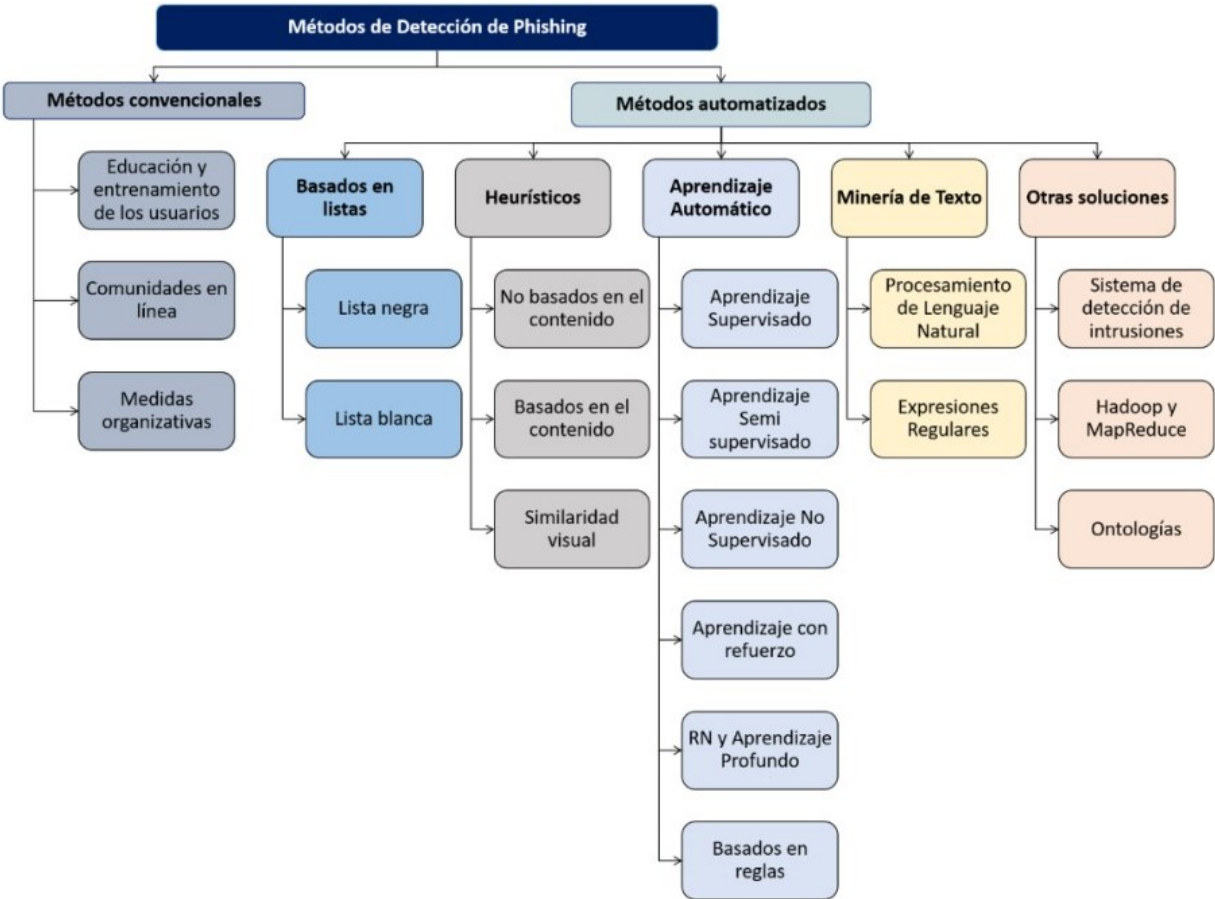 Métodos de Detección de Phishing
Métodos convencionales
Métodos automatizados
Educación y
entrenamiento
de los usuarios
Comunidades en
línea
Medidas
organizativas
Basados en
listas
Lista negra
Lista blanca
Heurísticos
No basados en el
contenido
Basados en el
contenido
Similaridad
visual
Aprendizaje
Automático
Aprendizaje
Supervisado
Aprendizaje
Semi
supervisado
Aprendizaje No
Supervisado
Aprendizaje con
refuerzo
RN y Aprendizaje
Profundo
Basados en
reglas
Minería de Texto
Procesamiento
de Lenguaje
Natural
Expresiones
Regulares
Otras soluciones
Sistema de
detección de
intrusiones
Hadoop y
MapReduce
Ontologías